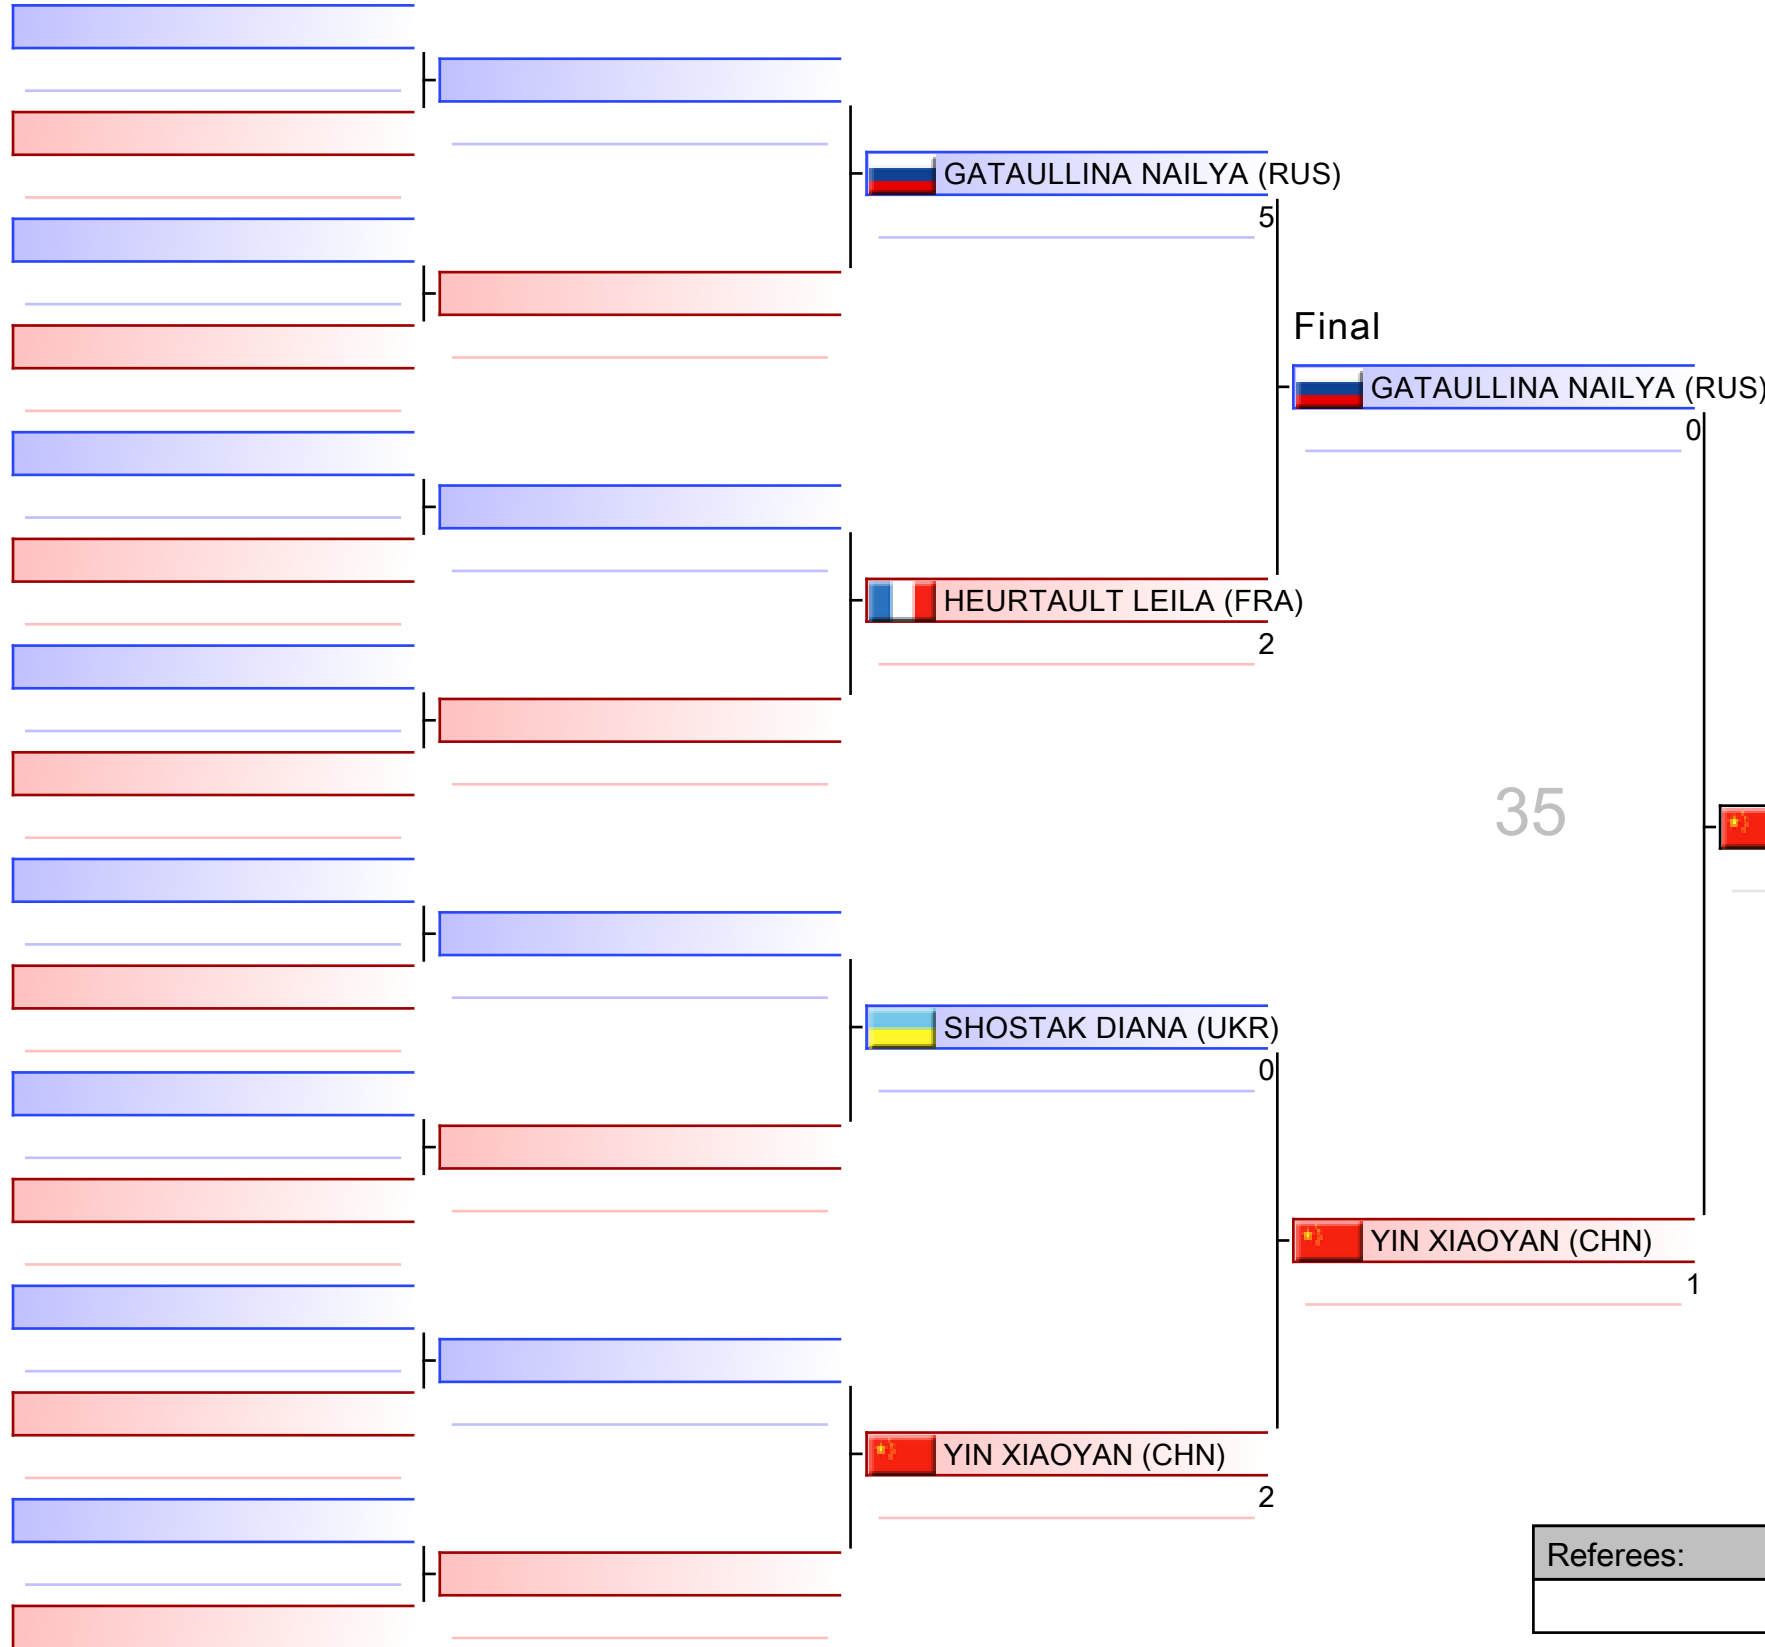 GATAULLINA NAILYA (RUS)
5
Final
GATAULLINA NAILYA (RUS)
0
HEURTAULT LEILA (FRA)
2
35
SHOSTAK DIANA (UKR)
0
YIN XIAOYAN (CHN)
1
YIN XIAOYAN (CHN)
2
Referees: